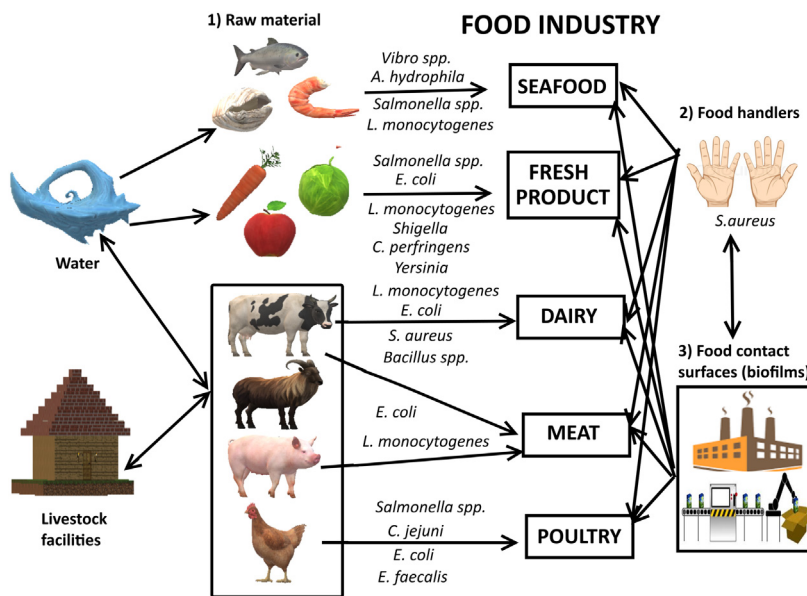 1) Raw material
FOOD INDUSTRY
Vibro spp.
A. hydrophila
Salmonella spp.
L. monocytogenes
SEAFOOD
2) Food handlers
Salmonella spp.
E. coli
L. monocytogenes
Shigella
C. perfringens
Yersinia
FRESH
PRODUCT
S.aureus
Water
L. monocytogenes
E. coli
S. aureus
Bacillus spp.
DAIRY
3) Food contact
surfaces (biofilms)
E. coli
L. monocytogenes
MEAT
Livestock
facilities
Salmonella spp.
C. jejuni
E. coli
E. faecalis
POULTRY